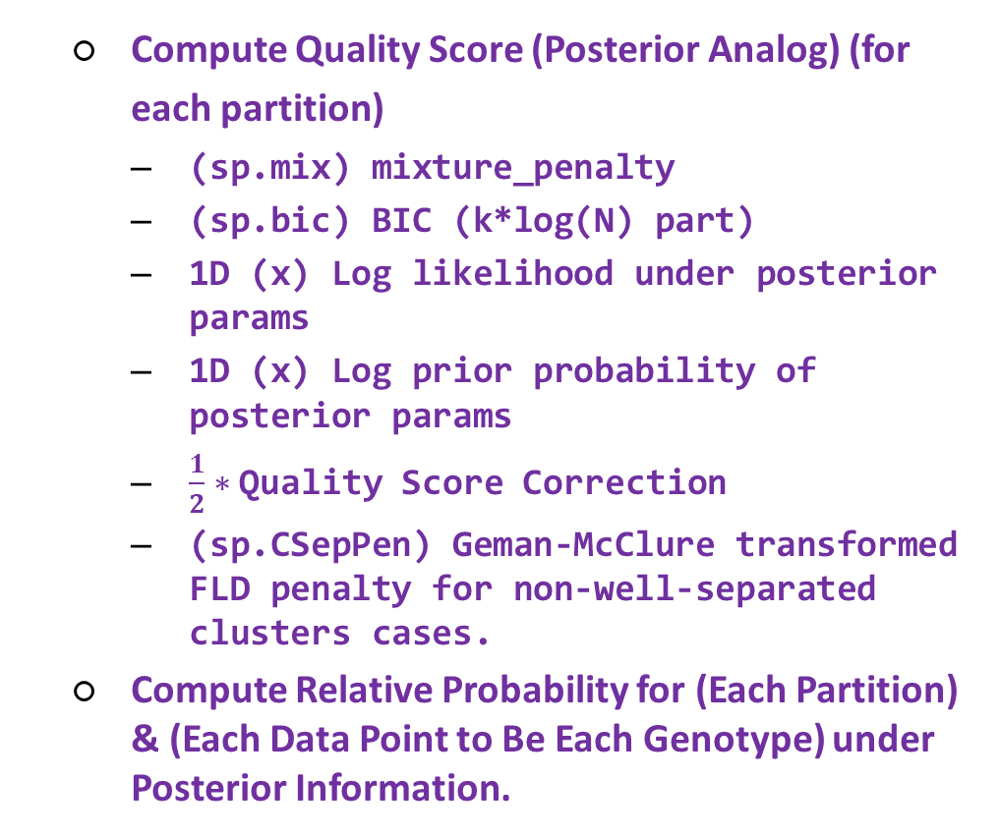 ○ Compute Quality Score (Posterior Analog) (for
each partition)
– (sp.mix) mixture_penalty
– (sp.bic) BIC (k*log(N) part)
– 1D (x) Log likelihood under posterior
params
– 1D (x) Log prior probability of
posterior params
– 1/2 * Quality Score Correction
– (sp.CSepPen) Geman-McClure transformed
FLD penalty for non-well-separated
clusters cases.
○ Compute Relative Probability for (Each Partition)
& (Each Data Point to Be Each Genotype) under
Posterior Information.